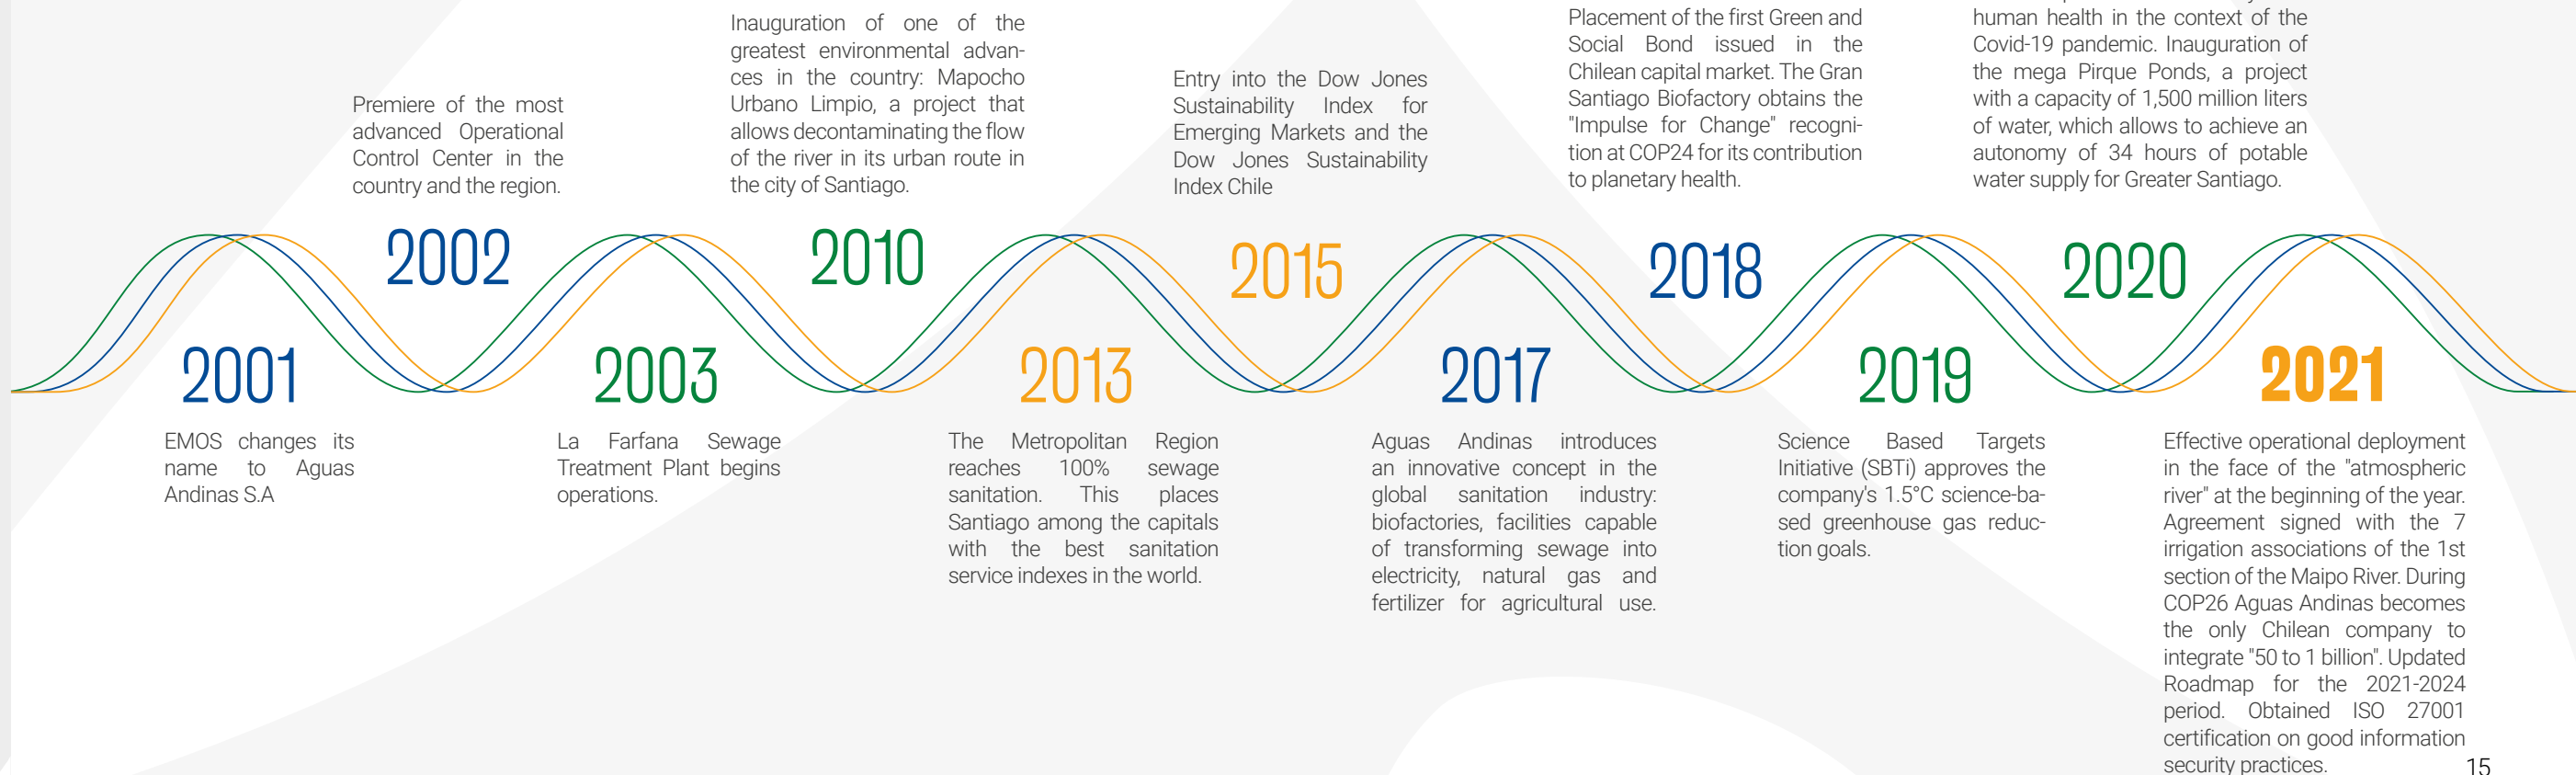 Premiere of the most
advanced Operational
Control Center in the
country and the region.
2002
Inauguration of one of the
greatest environmental advan-
ces in the country: Mapocho
Urbano Limpio, a project that
allows decontaminating the flow
of the river in its urban route in
the city of Santiago.
2010
Entry into the Dow Jones
Sustainability Index for
Emerging Markets and the
Dow Jones Sustainability
Index Chile
2015
Placement of the first Green and
Social Bond issued in the
Chilean capital market. The Gran
Santiago Biofactory obtains the
"Impulse for Change" recogni-
tion at COP24 for its contribution
to planetary health.
2018
human health in the context of the
Covid-19 pandemic. Inauguration of
the mega Pirque Ponds, a project
with a capacity of 1,500 million liters
of water, which allows to achieve an
autonomy of 34 hours of potable
water supply for Greater Santiago.
2020
2001
EMOS changes its
name to Aguas
Andinas S.A
2003
La Farfana Sewage
Treatment Plant begins
operations.
2013
The Metropolitan Region
reaches 100% sewage
sanitation. This places
Santiago among the capitals
with the best sanitation
service indexes in the world.
2017
Aguas Andinas introduces
an innovative concept in the
global sanitation industry:
biofactories, facilities capable
of transforming sewage into
electricity, natural gas and
fertilizer for agricultural use.
2019
Science Based Targets
Initiative (SBTi) approves the
company's 1.5°C science-ba-
sed greenhouse gas reduc-
tion goals.
2021
Effective operational deployment
in the face of the "atmospheric
river" at the beginning of the year.
Agreement signed with the 7
irrigation associations of the 1st
section of the Maipo River. During
COP26 Aguas Andinas becomes
the only Chilean company to
integrate "50 to 1 billion". Updated
Roadmap for the 2021-2024
period. Obtained ISO 27001
certification on good information
security practices.
15